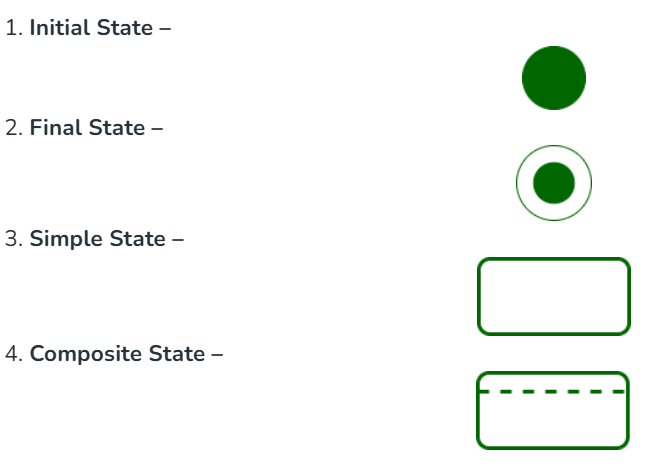 1. Initial State –
2. Final State –
3. Simple State –
4. Composite State –